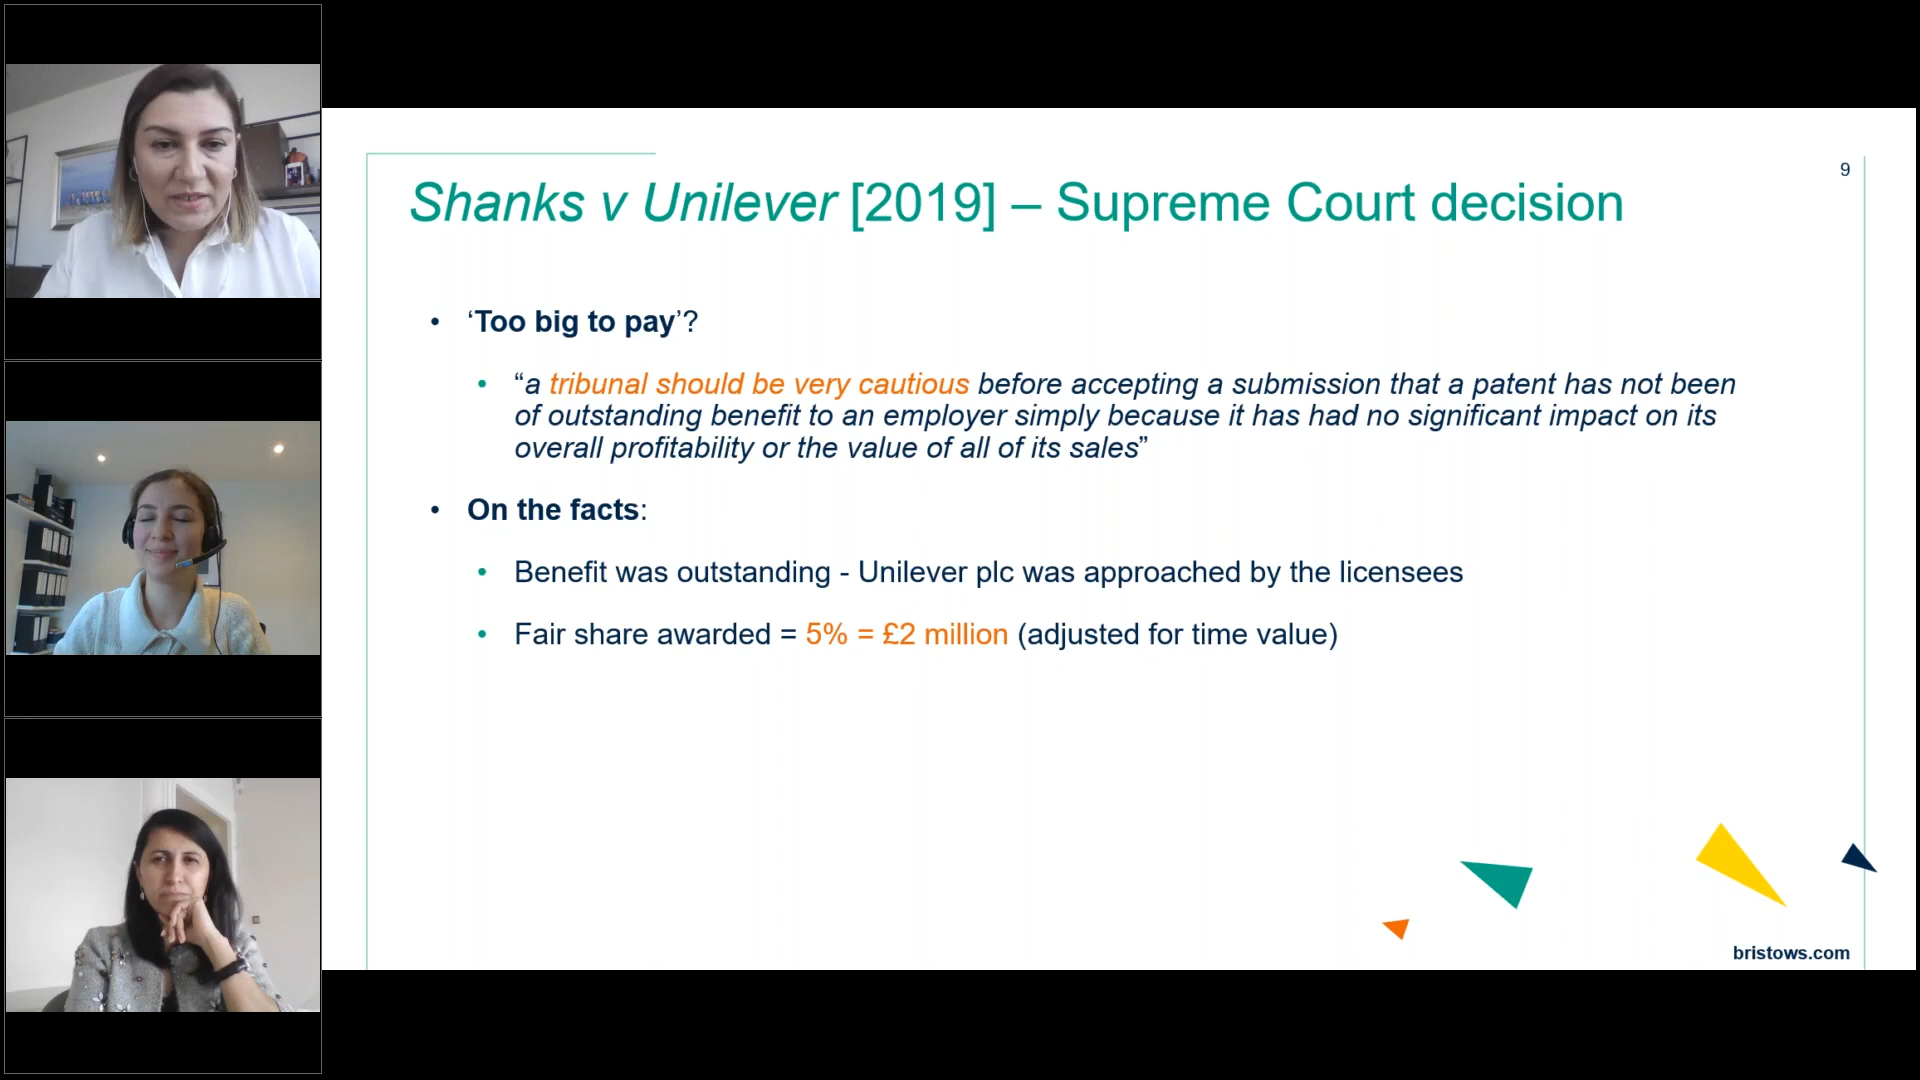 9
Shanks v Unilever [2019] – Supreme Court decision
• ‘Too big to pay’?
• “a tribunal should be very cautious before accepting a submission that a patent has not been
of outstanding benefit to an employer simply because it has had no significant impact on its
overall profitability or the value of all of its sales”
• On the facts:
• Benefit was outstanding - Unilever plc was approached by the licensees
• Fair share awarded = 5% = £2 million (adjusted for time value)
bristows.com